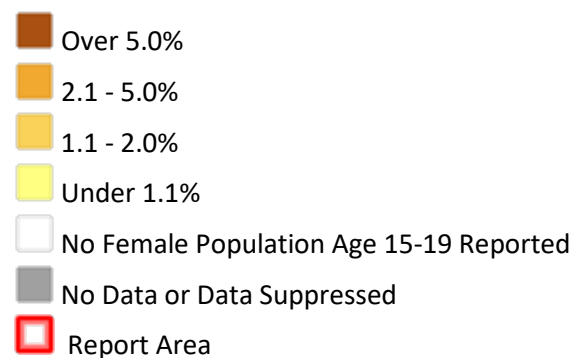 Over 5.0%
2.1 - 5.0%
1.1 - 2.0%
Under 1.1%
No Female Population Age 15-19 Reported
No Data or Data Suppressed
Report Area